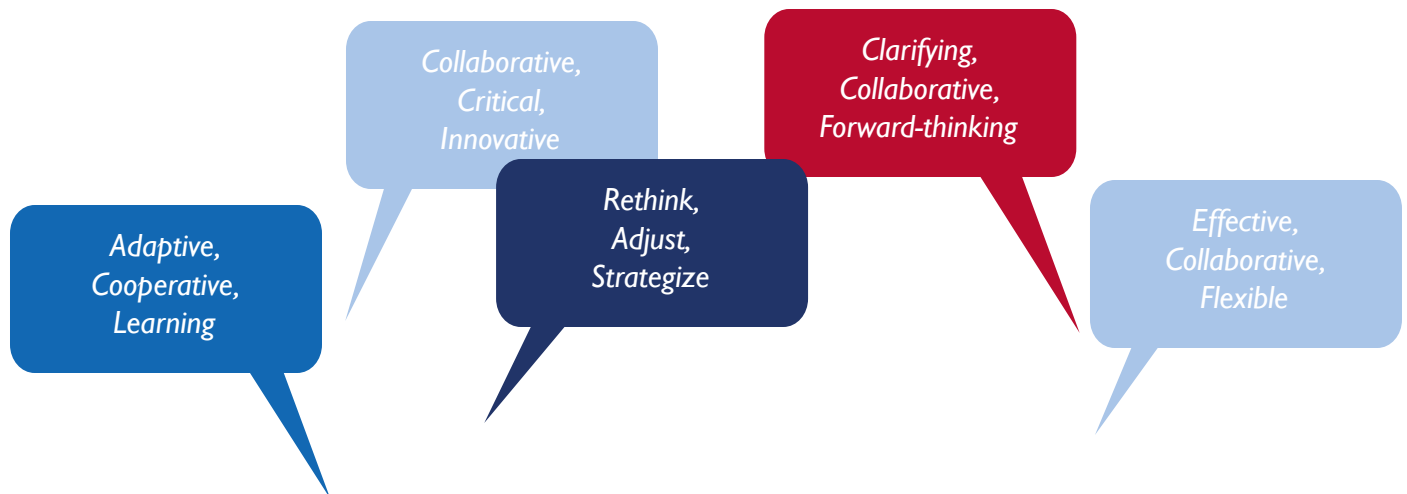 Collaborative,
Critical,
Innovative
Clarifying,
Collaborative,
Forward-thinking
Adaptive,
Cooperative,
Learning
Rethink,
Adjust,
Strategize
Effective,
Collaborative,
Flexible